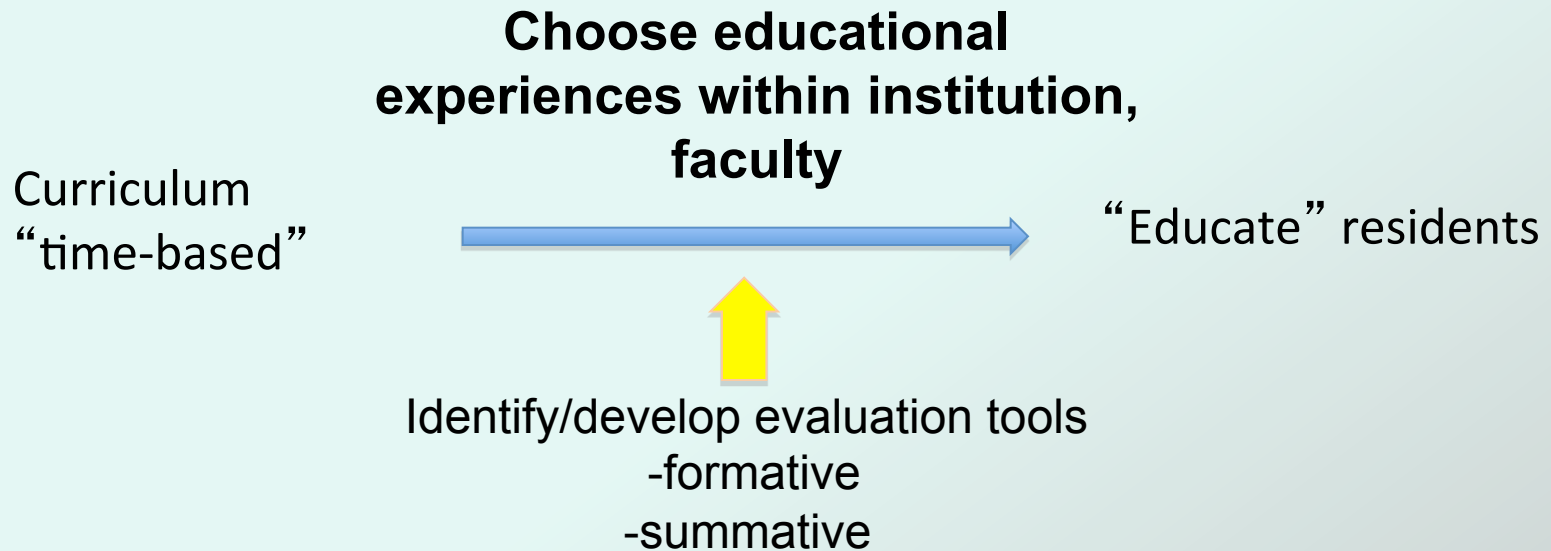 Choose educational
experiences within institution,
faculty
Curriculum
“time-based”
“Educate” residents
Identify/develop evaluation tools
-formative
-summative